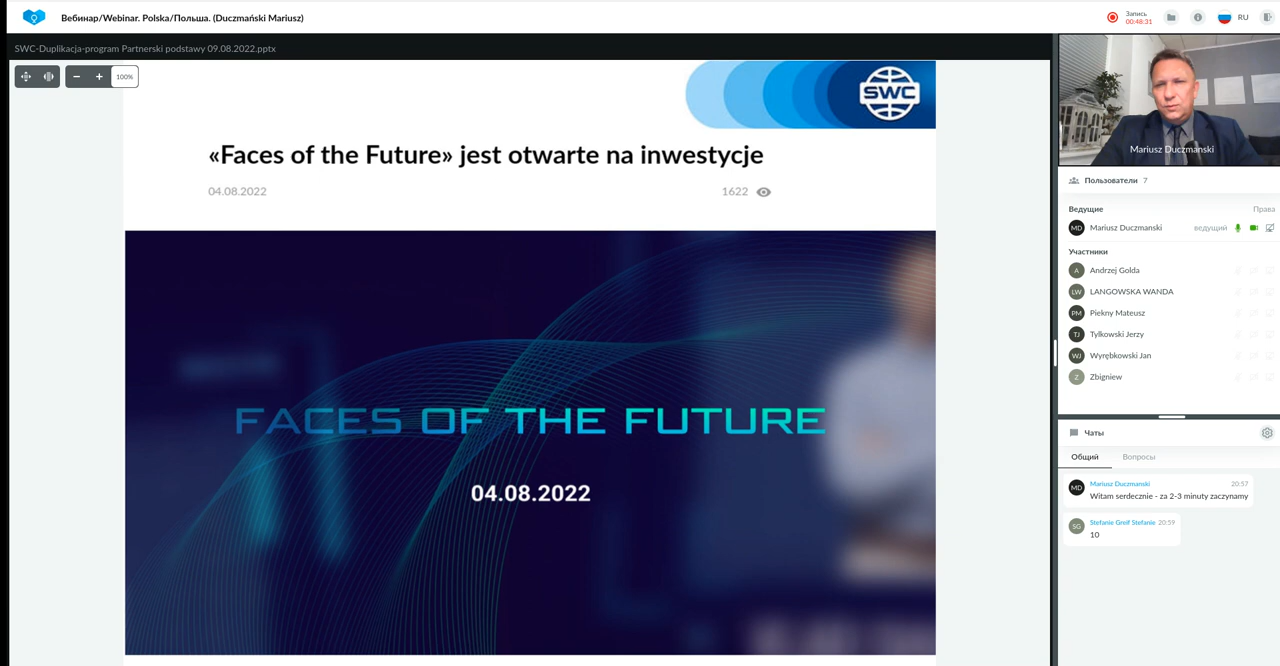 Вебинар/Webinar. Polska/Польша. (Duczmański Mariusz)
Запись
00:48:31
RU
SWC-Duplikacja-program Partnerski podstawy 09.08.2022.pptx
100%
SWC
«Faces of the Future» jest otwarte na inwestycje
04.08.2022
1622
FACES OF THE FUTURE
04.08.2022
Mariusz Duczmanski
Пользователи 7
Ведущие Права
MD Mariusz Duczmanski ведущий
Участники
A Andrzej Golda
LW LANGOWSKA WANDA
PM Piekny Mateusz
TJ Tylkowski Jerzy
WJ Wyrębkowski Jan
Z Zbigniew
Чаты
Общий Вопросы
MD Mariusz Duczmanski 20:57
Witam serdecznie - za 2-3 minuty zaczynamy
SG Stefanie Greif Stefanie 20:59
10